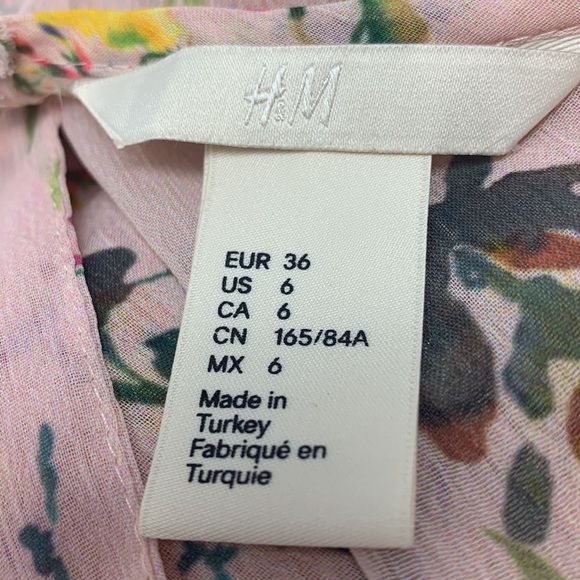 H&M
EUR 36
US 6
CA 6
CN 165/84A
MX 6
Made in
Turkey
Fabriqué en
Turquie